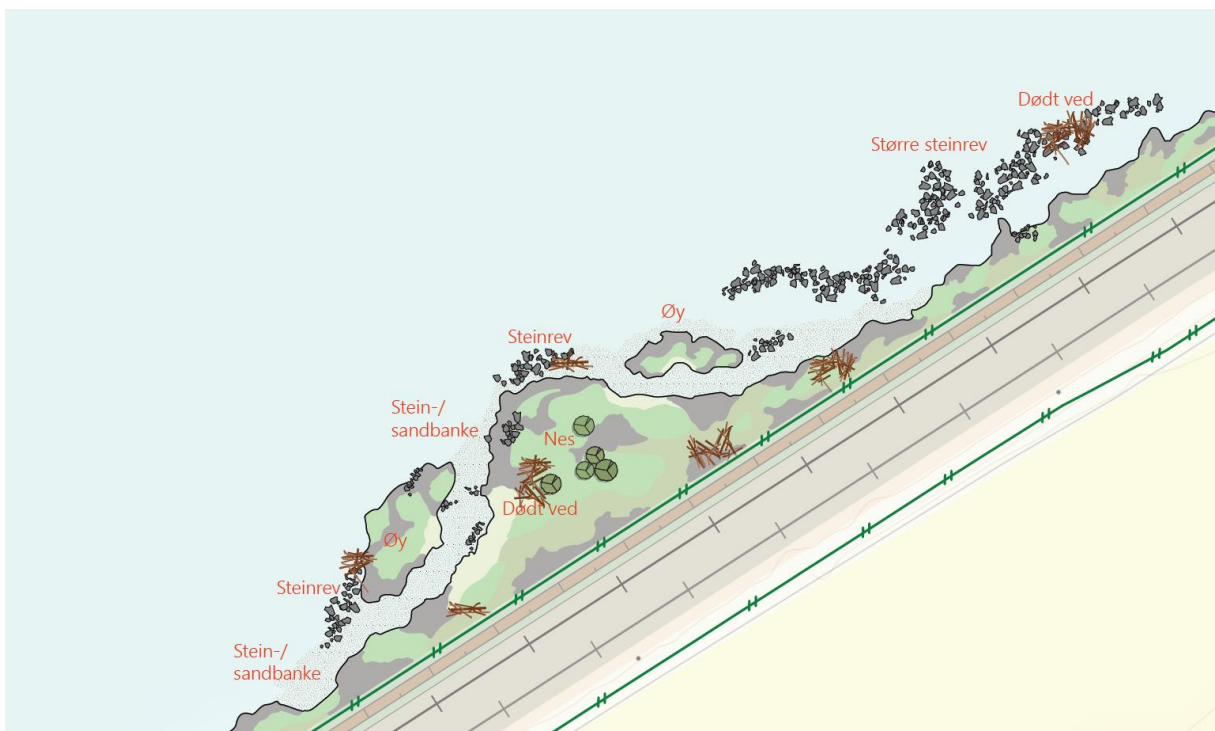 Dødt ved
Større steinrev
Øy
Steinrev
Stein-/
sandbanke
Nes
Dødt ved
Øy
Steinrev
Stein-/
sandbanke